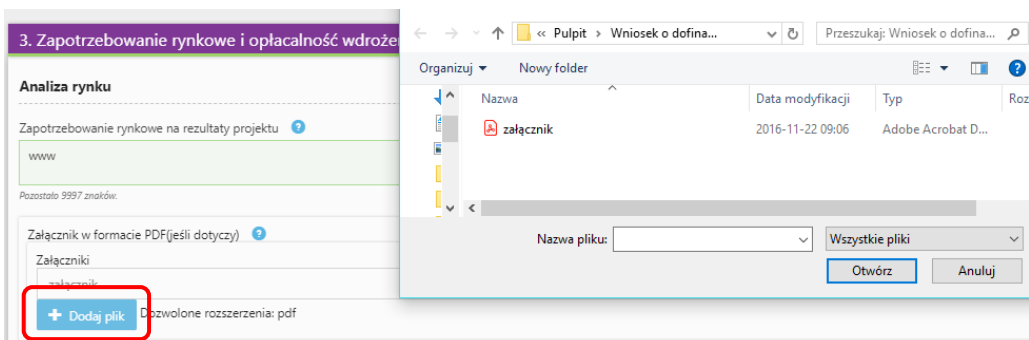 3. Zapotrzebowanie rynkowe i opłacalność wdroże
Analiza rynku
Zapotrzebowanie rynkowe na rezultaty projektu ?
www
Pozostało 9997 znaków.
Załącznik w formacie PDF(jeśli dotyczy) ?
Załączniki
załącznik
+ Dodaj plik Dozwolone rozszerzenia: pdf
« Pulpit › Wniosek o dofina... Przeszukaj: Wniosek o dofina...
Organizuj Nowy folder ?
Nazwa Data modyfikacji Typ Roz
załącznik 2016-11-22 09:06 Adobe Acrobat D...
Nazwa pliku: Wszystkie pliki
Otwórz Anuluj